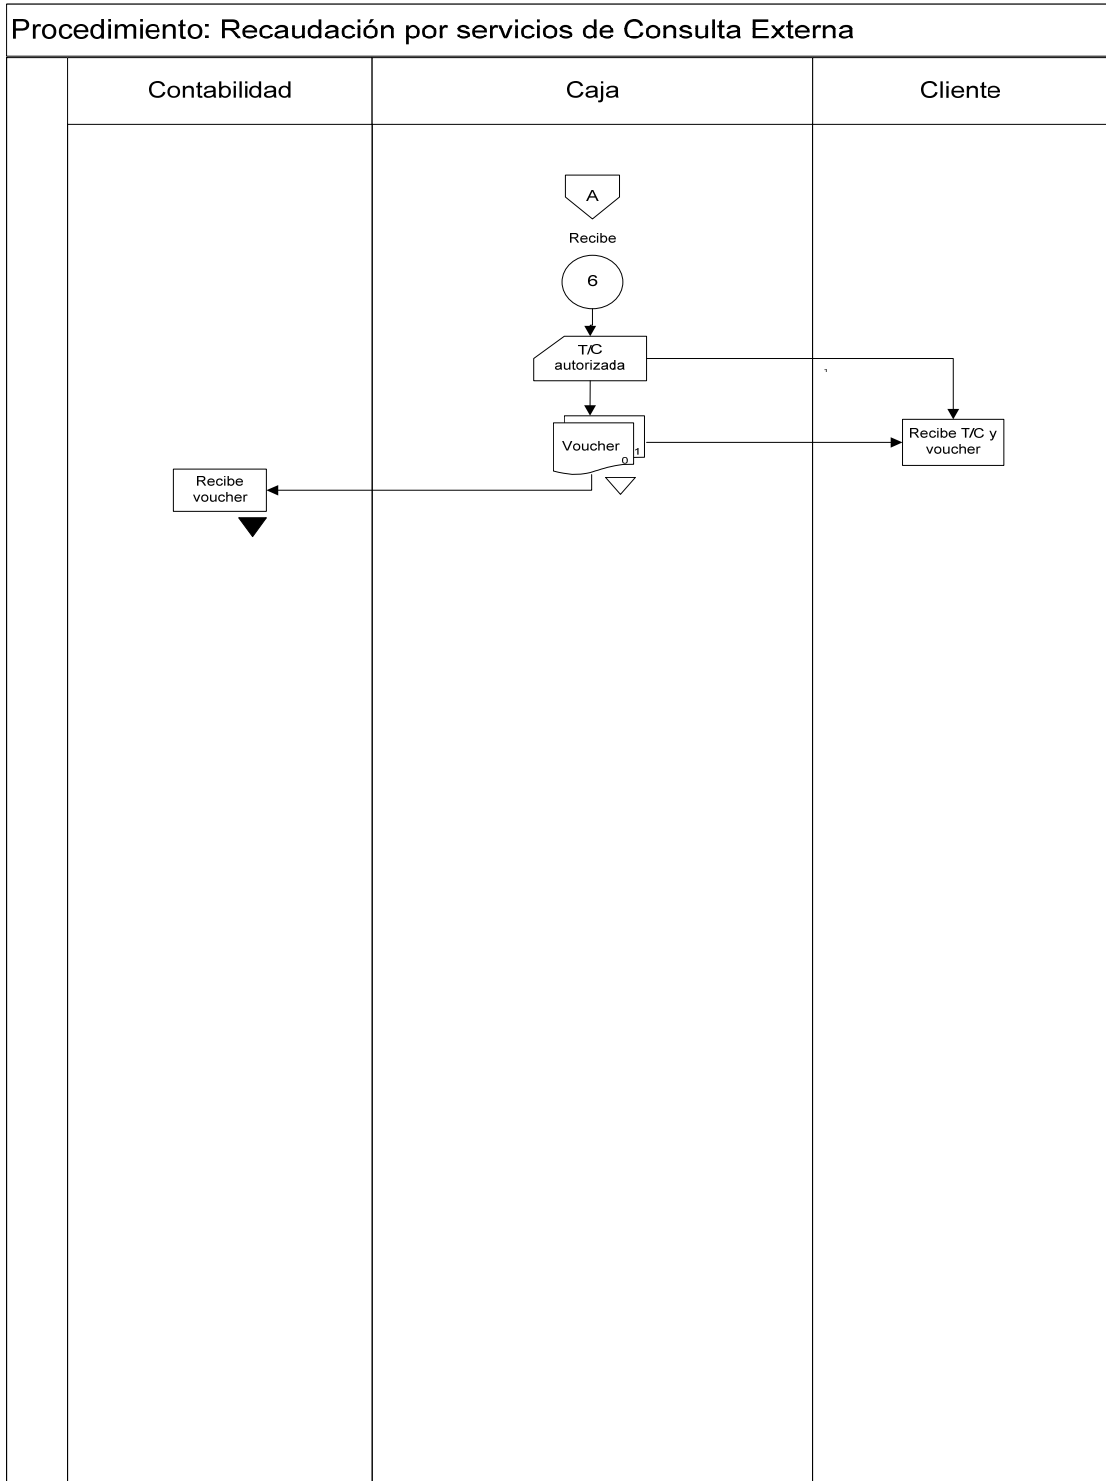 Procedimiento: Recaudación por servicios de Consulta Externa
Contabilidad
Caja
Cliente
A
Recibe
6
T/C
autorizada
Voucher
0
1
Recibe T/C y
voucher
Recibe
voucher